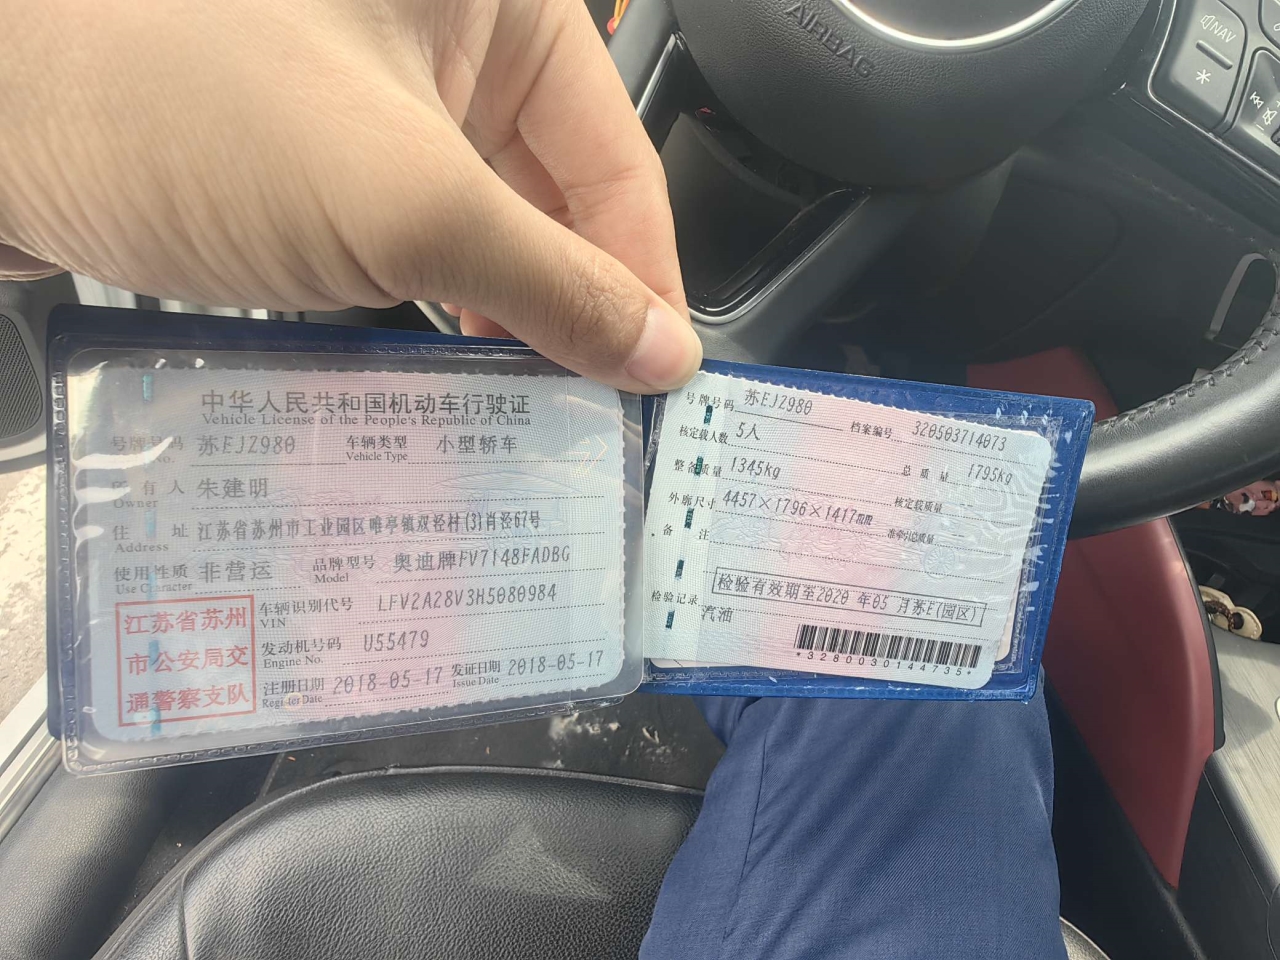 AIRBAG
NAV
中华人民共和国机动车行驶证
Vehicle License of the People's Republic of China
号牌号码 苏EJZ980 车辆类型 小型轿车
No. Vehicle Type
所有人 朱建明
Owner
住址 江苏省苏州市工业园区唯亭镇双泾村(3)肖泾67号
Address
使用性质 非营运 品牌型号 奥迪牌FV7148FADBG
Use Character Model
江苏省苏州
市公安局交
通警察支队
车辆识别代号 LFV2A28V3H5080984
VIN
发动机号码 U55479
Engine No.
注册日期 2018-05-17 发证日期 2018-05-17
Register Date Issue Date
号牌号码 苏EJZ980 档案编号 320503714073
核定载人数 5人 总质量 1795kg
整备质量 1345kg 核定载质量 --
外廓尺寸 4457×1796×1417mm 准牵引总质量 --
备注
检验有效期至2020年05月苏E(园区)
检验记录
汽油
*3280030144735*